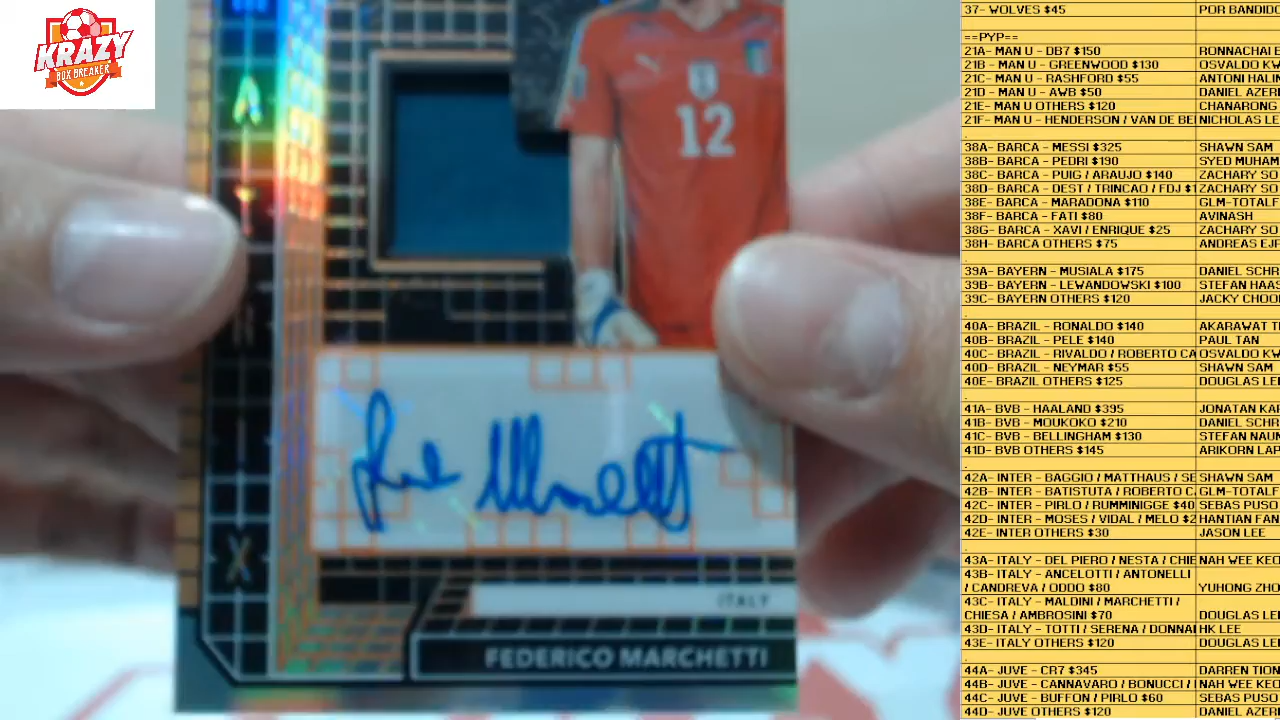 KRAZY
BOX BREAKER
12
ITALY
FEDERICO MARCHETTI
37- WOLVES $45 POR BANDIDO
==PYP==
21A- MAN U - DB7 $150 RONNACHAI E
21B - MAN U - GREENWOOD $130 OSVALDO KW
21C- MAN U - RASHFORD $55 ANTONI HALIN
21D - MAN U - AWB $50 DANIEL AZERI
21E- MAN U OTHERS $120 CHANARONG
21F- MAN U - HENDERSON / VAN DE BE NICHOLAS LE
.
38A- BARCA - MESSI $325 SHAWN SAM
38B- BARCA - PEDRI $190 SYED MUHAM
38C- BARCA - PUIG / ARAUJO $140 ZACHARY SO
38D- BARCA - DEST / TRINCAO / FDJ $1 ZACHARY SO
38E- BARCA - MARADONA $110 GLM-TOTALF
38F- BARCA - FATI $80 AVINASH
38G- BARCA - XAVI / ENRIQUE $25 ZACHARY SO
38H- BARCA OTHERS $75 ANDREAS EJF
.
39A- BAYERN - MUSIALA $175 DANIEL SCHR
39B- BAYERN - LEWANDOWSKI $100 STEFAN HAAS
39C- BAYERN OTHERS $120 JACKY CHOO
.
40A- BRAZIL - RONALDO $140 AKARAWAT T
40B- BRAZIL - PELE $140 PAUL TAN
40C- BRAZIL - RIVALDO / ROBERTO CA OSVALDO KW
40D- BRAZIL - NEYMAR $55 SHAWN SAM
40E- BRAZIL OTHERS $125 DOUGLAS LE
.
41A- BVB - HAALAND $395 JONATAN KAR
41B- BVB - MOUKOKO $210 DANIEL SCHR
41C- BVB - BELLINGHAM $130 STEFAN NAUN
41D- BVB OTHERS $145 ARIKORN LAP
.
42A- INTER - BAGGIO / MATTHAUS / SE SHAWN SAM
42B- INTER - BATISTUTA / ROBERTO C. GLM-TOTALF
42C- INTER - PIRLO / RUMMINIGGE $40 SEBAS PUSO
42D- INTER - MOSES / VIDAL / MELO $2 HANTIAN FAN
42E- INTER OTHERS $30 JASON LEE
.
43A- ITALY - DEL PIERO / NESTA / CHIE NAH WEE KEO
43B- ITALY - ANCELOTTI / ANTONELLI
/ CANDREVA / ODDO $80 YUHONG ZHO
43C- ITALY - MALDINI / MARCHETTI /
CHIESA / AMBROSINI $70 DOUGLAS LE
43D- ITALY - TOTTI / SERENA / DONNA HK LEE
43E- ITALY OTHERS $120 DOUGLAS LE
.
44A- JUVE - CR7 $345 DARREN TION
44B- JUVE - CANNAVARO / BONUCCI / NAH WEE KEO
44C- JUVE - BUFFON / PIRLO $60 SEBAS PUSO
44D- JUVE OTHERS $120 DANIEL AZERI